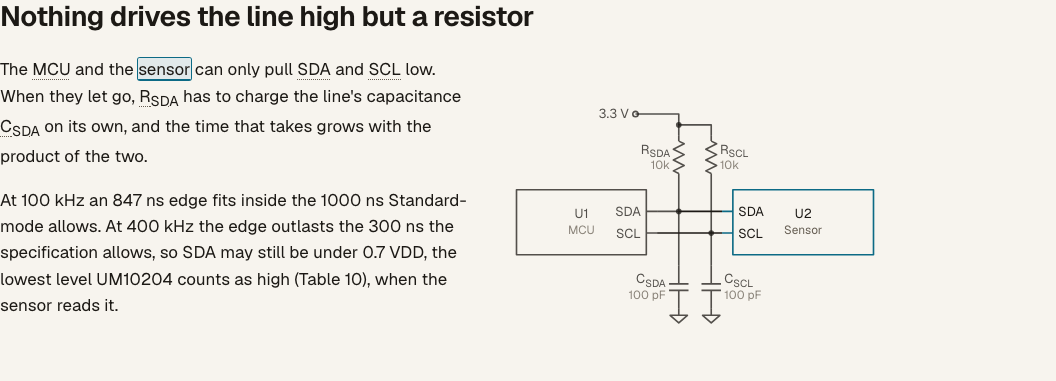 Nothing drives the line high but a resistor
The MCU and the sensor can only pull SDA and SCL low.
When they let go, RSDA has to charge the line's capacitance
CSDA on its own, and the time that takes grows with the
product of the two.
At 100 kHz an 847 ns edge fits inside the 1000 ns Standard-
mode allows. At 400 kHz the edge outlasts the 300 ns the
specification allows, so SDA may still be under 0.7 VDD, the
lowest level UM10204 counts as high (Table 10), when the
sensor reads it.
3.3 V
RSDA
10k
RSCL
10k
U1
MCU
SDA
SCL
SDA
SCL
U2
Sensor
CSDA
100 pF
CSCL
100 pF